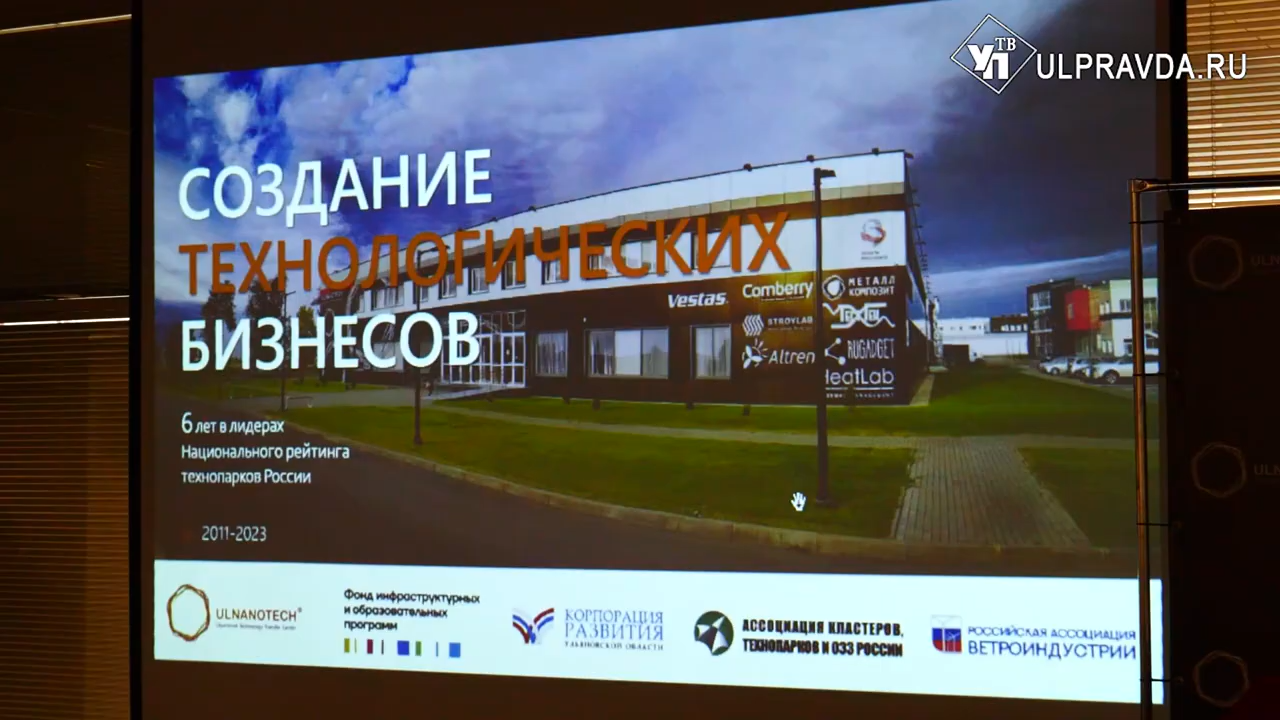 УП ТВ
ULPRAVDA.RU
СОЗДАНИЕ
ТЕХНОЛОГИЧЕСКИХ
БИЗНЕСОВ
6 лет в лидерах
Национального рейтинга
технопарков России
2011-2023
Vestas
Comberry
МЕТАЛЛ
КОМПОЗИТ
STROYLAB
Altren
RUGADGET
HeatLab
ULNANOTECH
Фонд инфраструктурных
и образовательных
программ
КОРПОРАЦИЯ
РАЗВИТИЯ
УЛЬЯНОВСКОЙ ОБЛАСТИ
АССОЦИАЦИЯ КЛАСТЕРОВ,
ТЕХНОПАРКОВ И ОЭЗ РОССИИ
РОССИЙСКАЯ АССОЦИАЦИЯ
ВЕТРОИНДУСТРИИ